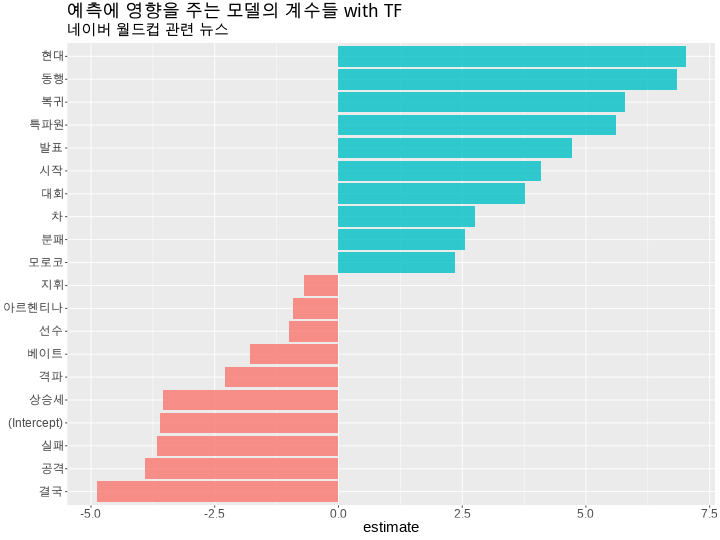 예측에 영향을 주는 모델의 계수들 with TF
네이버 월드컵 관련 뉴스
현대
동행
복귀
특파원
발표
시작
대회
차
분패
모로코
지휘
아르헨티나
선수
베이트
격파
상승세
(Intercept)
실패
공격
결국
-5.0 -2.5 0.0 2.5 5.0 7.5
estimate